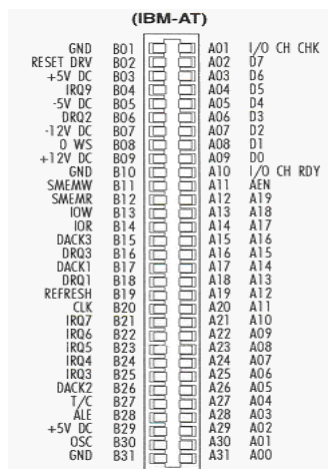 (IBM-AT)
GND B01 A01 I/O CH CHK
RESET DRV B02 A02 D7
+5V DC B03 A03 D6
IRQ9 B04 A04 D5
-5V DC B05 A05 D4
DRQ2 B06 A06 D3
-12V DC B07 A07 D2
0 WS B08 A08 D1
+12V DC B09 A09 D0
GND B10 A10 I/O CH RDY
SMEMW B11 A11 AEN
SMEMR B12 A12 A19
IOW B13 A13 A18
IOR B14 A14 A17
DACK3 B15 A15 A16
DRQ3 B16 A16 A15
DACK1 B17 A17 A14
DRQ1 B18 A18 A13
REFRESH B19 A19 A12
CLK B20 A20 A11
IRQ7 B21 A21 A10
IRQ6 B22 A22 A09
IRQ5 B23 A23 A08
IRQ4 B24 A24 A07
IRQ3 B25 A25 A06
DACK2 B26 A26 A05
T/C B27 A27 A04
ALE B28 A28 A03
+5V DC B29 A29 A02
OSC B30 A30 A01
GND B31 A31 A00